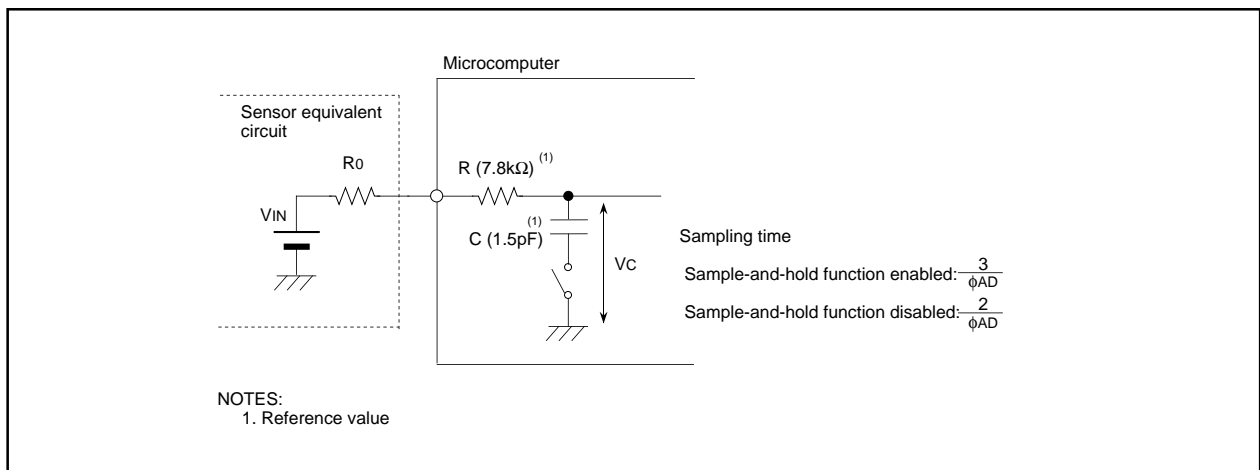 Microcomputer
Sensor equivalent
circuit
R0
R (7.8kΩ) (1)
VIN
C (1.5pF) (1)
VC
Sampling time
Sample-and-hold function enabled: 3/ϕAD
Sample-and-hold function disabled: 2/ϕAD
NOTES:
1. Reference value